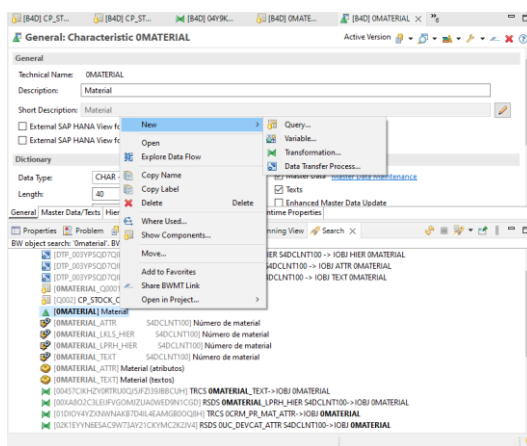 [B4D] CP_ST...
[B4D] CP_ST...
[B4D] 04Y9K...
[B4D] 0MATE...
[B4D] 0MATERIAL
General: Characteristic 0MATERIAL
Active Version
General
Technical Name: 0MATERIAL
Description: Material
Short Description: Material
External SAP HANA View fo
External SAP HANA View fo
Dictionary
Data Type: CHAR
Length: 40
Master Data Master Data Maintenance
Texts
Enhanced Master Data Update
General Master Data/Texts Hier
ntime Properties
New
Open
Explore Data Flow
Copy Name
Copy Label
Delete Delete
Where Used...
Show Components...
Move...
Add to Favorites
Share BWMT Link
Open in Project...
Query...
Variable...
Transformation...
Data Transfer Process...
Properties Problem
nning View Search
BW object search: '0material'. BW
[DTP_003YPSQD7QI
IER S4DCLNT100 -> IOBJ HIER 0MATERIAL
[DTP_003YPSQD7QI
S4DCLNT100 -> IOBJ ATTR 0MATERIAL
[DTP_003YPSQD7QI
S4DCLNT100 -> IOBJ TEXT 0MATERIAL
[0MATERIAL_Q0001
[Q002] CP_STOCK_C
[0MATERIAL] Material
[0MATERIAL_ATTR S4DCLNT100] Número de material
[0MATERIAL_LKLS_HIER S4DCLNT100] Número de material
[0MATERIAL_LPRH_HIER S4DCLNT100] Número de material
[0MATERIAL_TEXT S4DCLNT100] Número de material
[0MATERIAL_ATTR] Material (atributos)
[0MATERIAL_TEXT] Material (textos)
TRCS 0MATERIAL_TEXT->IOBJ 0MATERIAL
RSDS 0MATERIAL_LPRH_HIER S4DCLNT100->IOBJ 0MATERIAL
TRCS 0CRM_PR_MAT_ATTR->IOBJ 0MATERIAL
RSDS 0UC_DEVCAT_ATTR S4DCLNT100->IOBJ 0MATERIAL